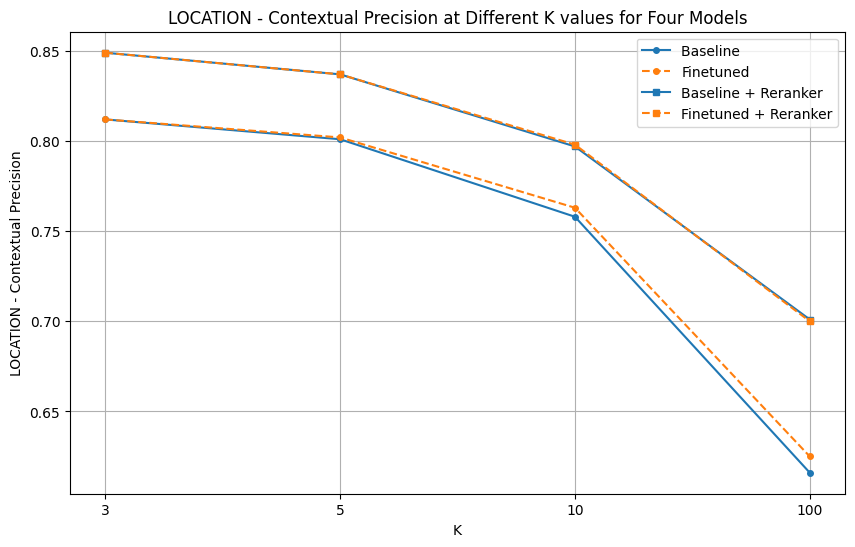 LOCATION - Contextual Precision at Different K values for Four Models
Baseline
Finetuned
Baseline + Reranker
Finetuned + Reranker
LOCATION - Contextual Precision
0.85
0.80
0.75
0.70
0.65
3
5
10
100
K